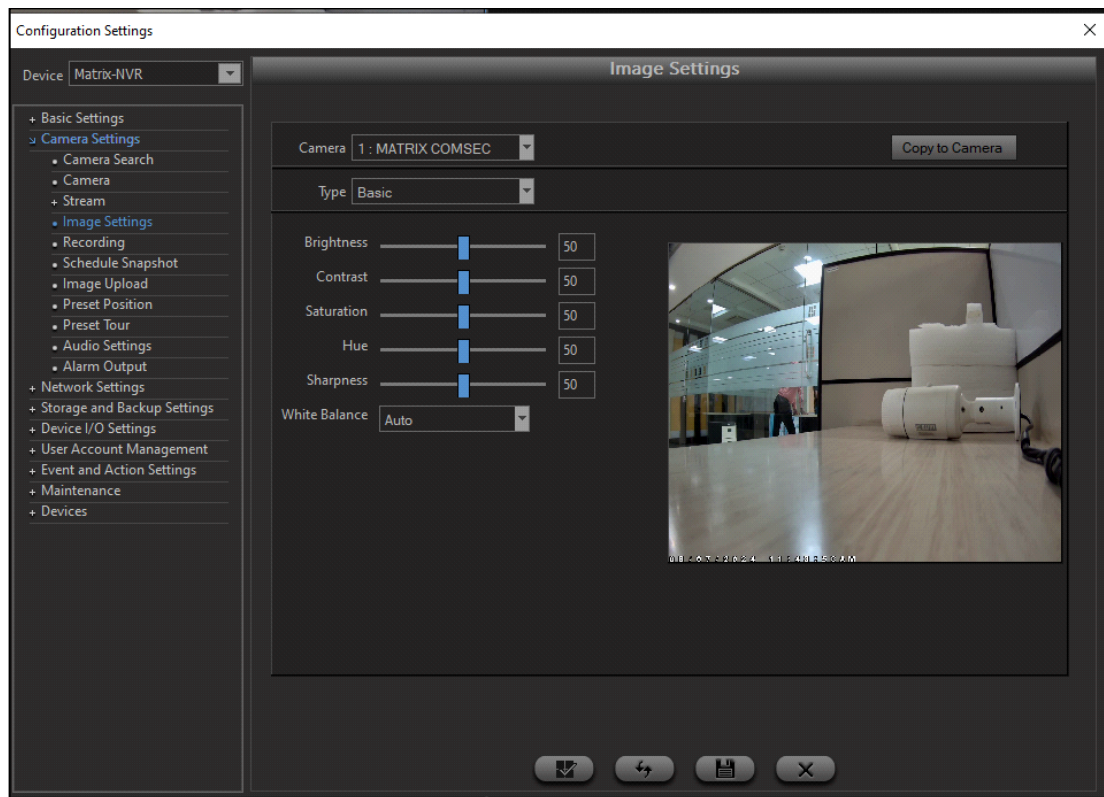 Configuration Settings
Device Matrix-NVR
Image Settings
+ Basic Settings
Camera Settings
Camera Search
Camera
+ Stream
Image Settings
Recording
Schedule Snapshot
Image Upload
Preset Position
Preset Tour
Audio Settings
Alarm Output
+ Network Settings
+ Storage and Backup Settings
+ Device I/O Settings
+ User Account Management
+ Event and Action Settings
+ Maintenance
+ Devices
Camera 1 : MATRIX COMSEC
Copy to Camera
Type Basic
Brightness 50
Contrast 50
Saturation 50
Hue 50
Sharpness 50
White Balance Auto